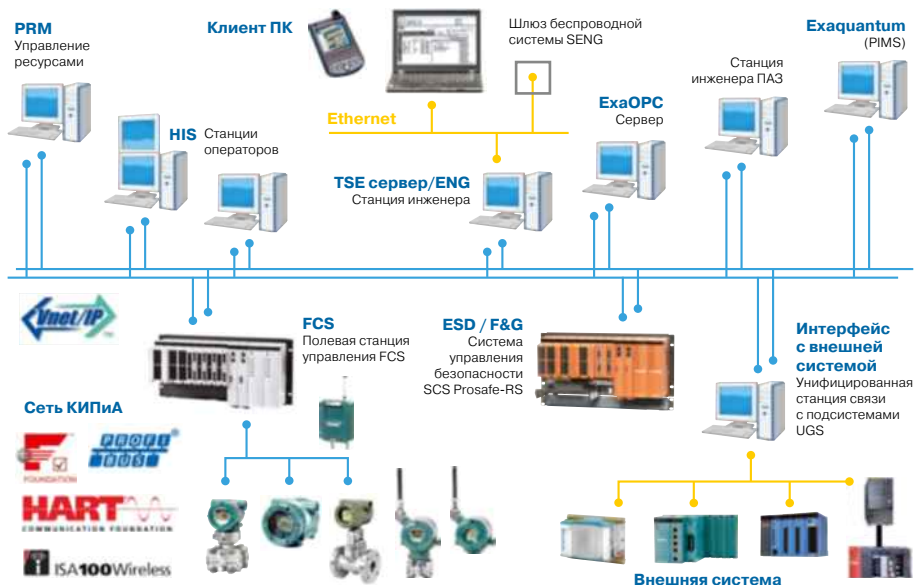 PRM
Управление
ресурсами
Клиент ПК
Шлюз беспроводной
системы SENG
Exaquantum
(PIMS)
Станция
инженера ПАЗ
Ethernet
ExaOPC
Сервер
HIS Станции
операторов
TSE сервер/ENG
Станция инженера
Vnet/IP
FCS
Полевая станция
управления FCS
ESD / F&G
Система
управления
безопасности
SCS Prosafe-RS
Интерфейс
с внешней
системой
Унифицированная
станция связи
с подсистемами
UGS
Сеть КИПиА
FOUNDATION
PROFI
BUS
HART
COMMUNICATION FOUNDATION
ISA100Wireless
Внешняя система